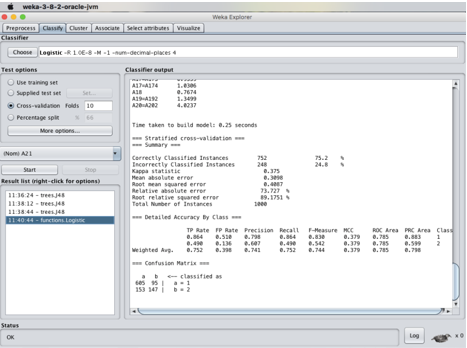 weka-3-8-2-oracle-jvm
Weka Explorer
Preprocess Classify Cluster Associate Select attributes Visualize
Classifier
Choose Logistic -R 1.0E-8 -M -1 -num-decimal-places 4
Test options
Use training set
Supplied test set Set...
Cross-validation Folds 10
Percentage split % 66
More options...
(Nom) A21
Start Stop
Result list (right-click for options)
11:36:24 - trees.J48
11:38:12 - trees.J48
11:38:44 - trees.J48
11:40:44 - functions.Logistic
Classifier output
A17=A174 1.0306
A18 0.7674
A19=A192 1.3499
A20=A202 4.0237
Time taken to build model: 0.25 seconds
=== Stratified cross-validation ===
=== Summary ===
Correctly Classified Instances 752 75.2 %
Incorrectly Classified Instances 248 24.8 %
Kappa statistic 0.375
Mean absolute error 0.3098
Root mean squared error 0.4087
Relative absolute error 73.727 %
Root relative squared error 89.1751 %
Total Number of Instances 1000
=== Detailed Accuracy By Class ===
TP Rate FP Rate Precision Recall F-Measure MCC ROC Area PRC Area Class
0.864 0.510 0.798 0.864 0.830 0.379 0.785 0.883 1
0.490 0.136 0.607 0.490 0.542 0.379 0.785 0.599 2
Weighted Avg. 0.752 0.398 0.741 0.752 0.744 0.379 0.785 0.798
=== Confusion Matrix ===
a b <-- classified as
605 95 | a = 1
153 147 | b = 2
Status
OK
Log
x 0